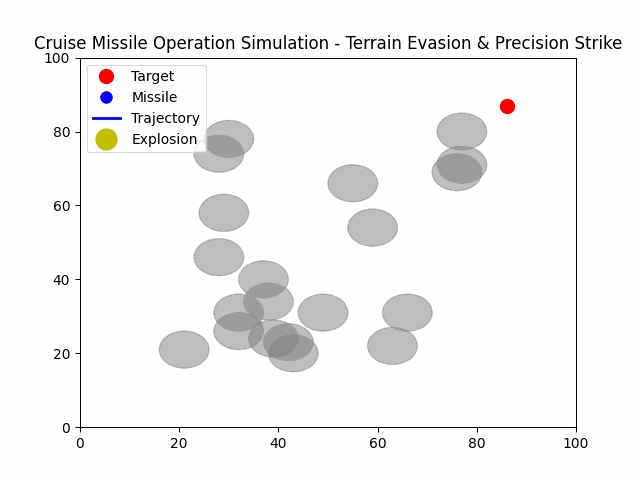 Cruise Missile Operation Simulation - Terrain Evasion & Precision Strike
100
80
60
40
20
0
Target
Missile
Trajectory
Explosion
0
20
40
60
80
100